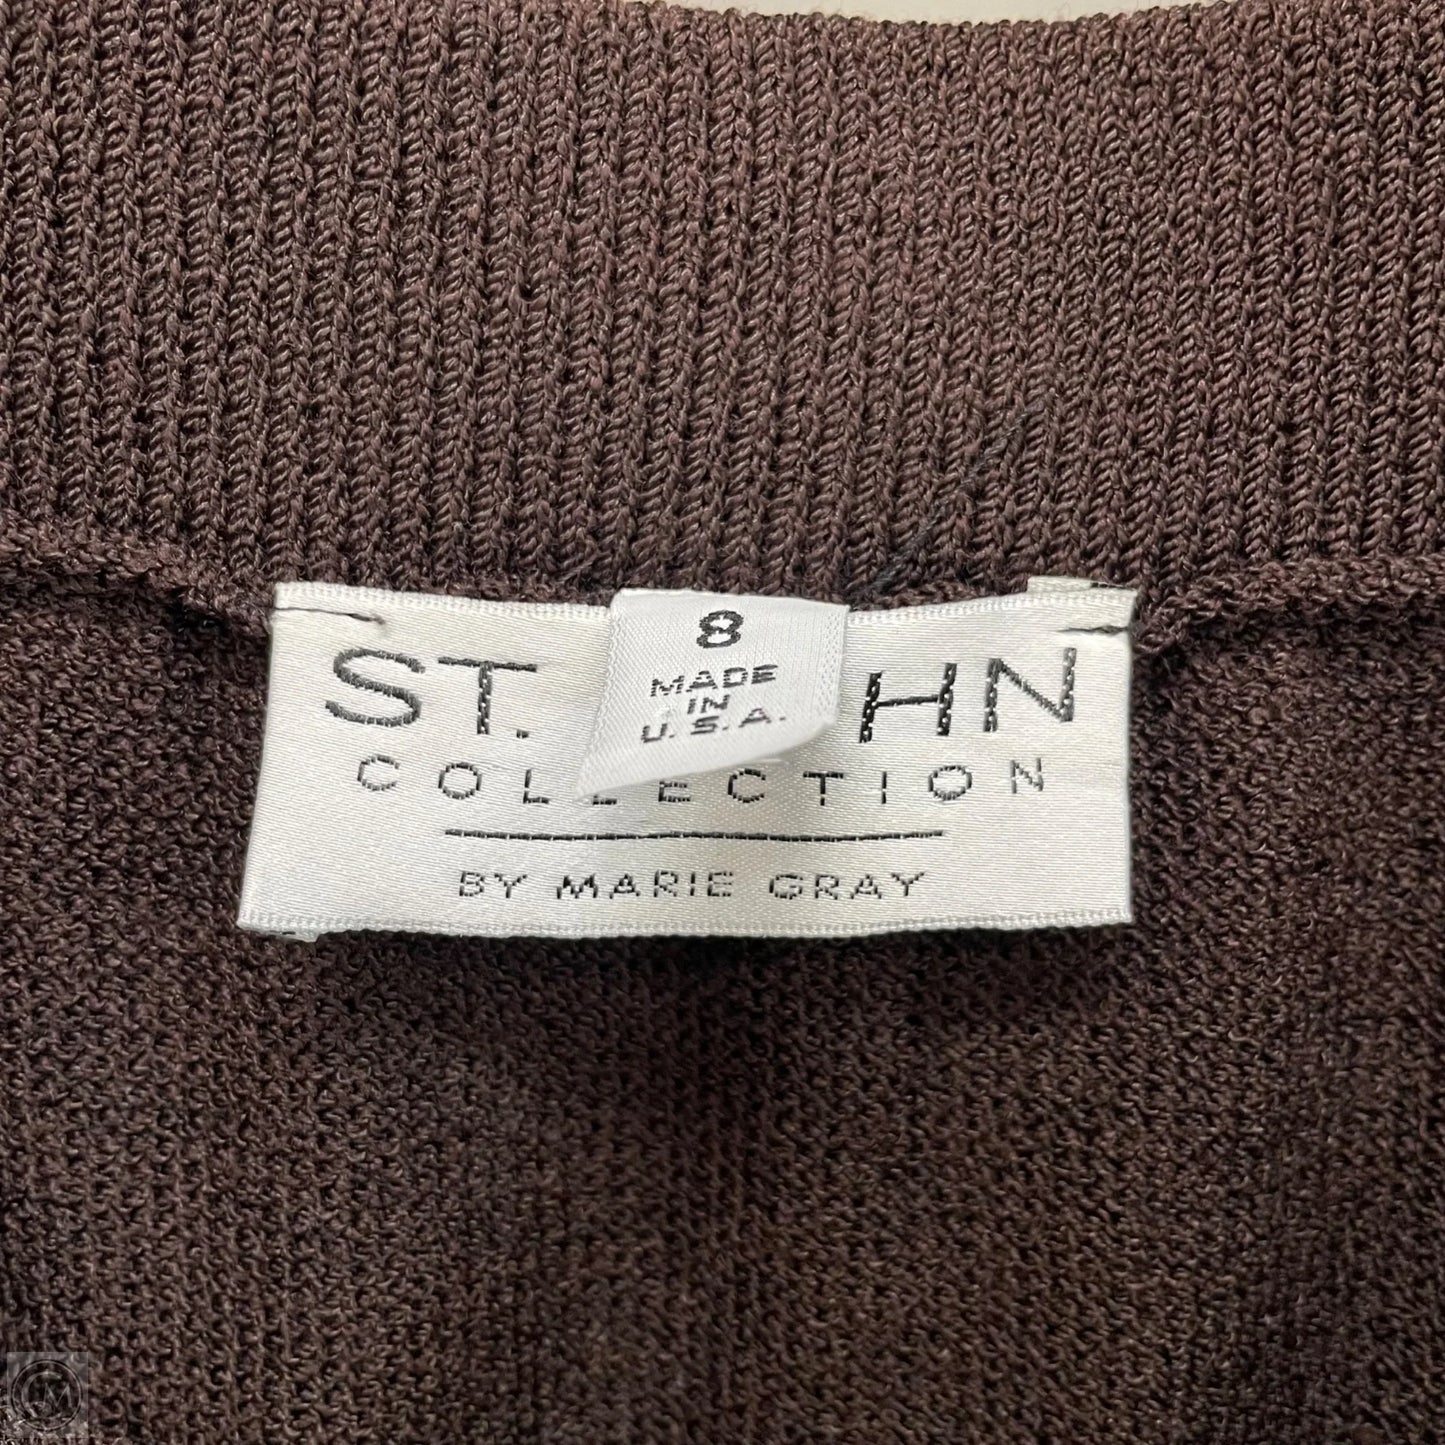 8
MADE
IN
U.S.A.
ST. HN
COLLECTION
BY MARIE GRAY